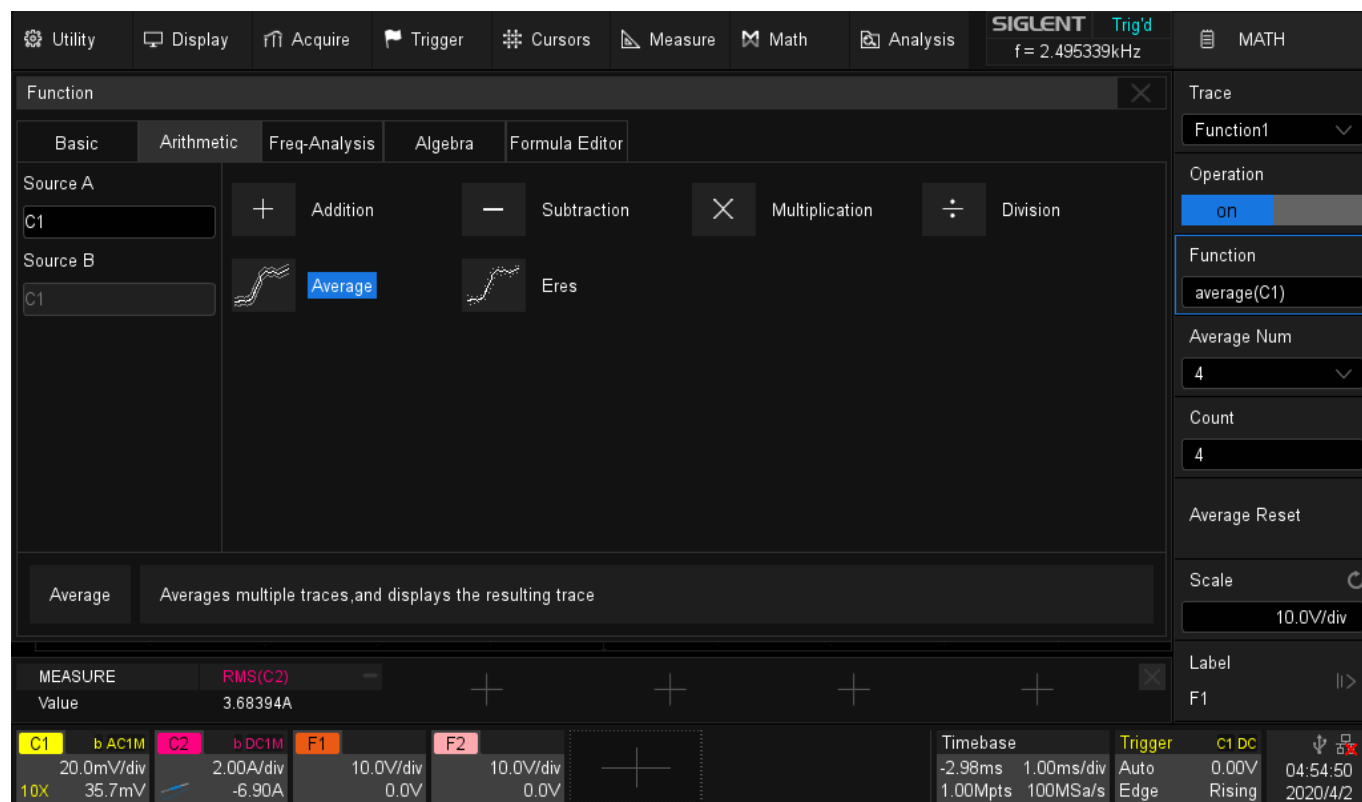 Utility Display Acquire Trigger Cursors Measure Math Analysis SIGLENT Trig'd
f = 2.495339kHz
MATH
Function
Basic Arithmetic Freq-Analysis Algebra Formula Editor
Source A
C1
Source B
C1
+ Addition − Subtraction × Multiplication ÷ Division
Average Eres
Average Averages multiple traces,and displays the resulting trace
Trace
Function1
Operation
on
Function
average(C1)
Average Num
4
Count
4
Average Reset
Scale
10.0V/div
Label
F1
MEASURE RMS(C2)
Value 3.68394A
C1 b AC1M C2 b DC1M F1 F2 Timebase Trigger C1 DC
20.0mV/div 2.00A/div 10.0V/div 10.0V/div -2.98ms 1.00ms/div Auto 0.00V 04:54:50
10X 35.7mV -6.90A 0.0V 0.0V 1.00Mpts 100MSa/s Edge Rising 2020/4/2